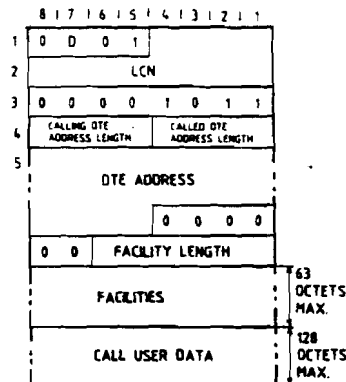 8 7 6 5 4 3 2 1
1 0 D 0 1
2 LCN
3 0 0 0 0 1 0 1 1
4 CALLING DTE ADDRESS LENGTH CALLED DTE ADDRESS LENGTH
5
DTE ADDRESS
0 0 0 0
0 0 FACILITY LENGTH
FACILITIES
63
OCTETS
MAX.
CALL USER DATA
128
OCTETS
MAX.